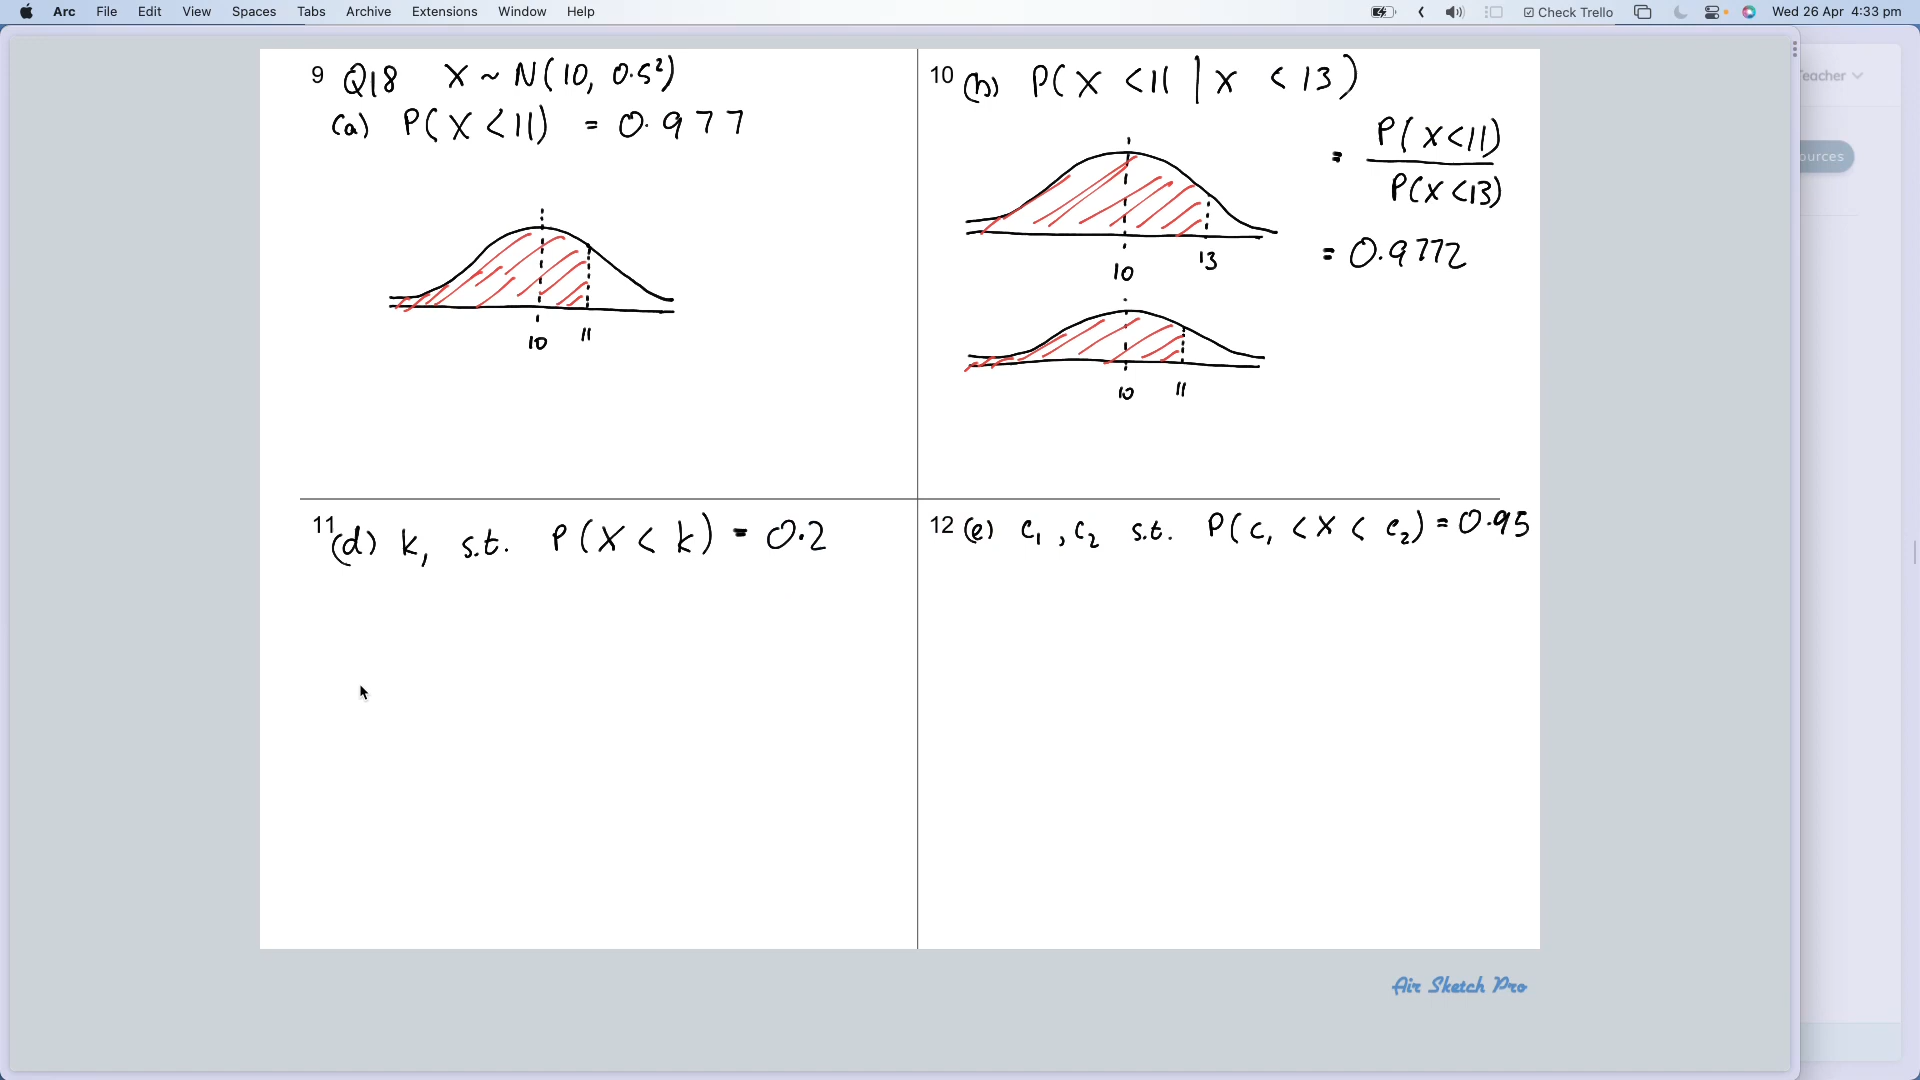 Arc File Edit View Spaces Tabs Archive Extensions Window Help Check Trello Wed 26 Apr 4:33 pm
Teacher
ources
9 Q18 X ~ N(10, 0.5²)
(a) P(X < 11) = 0.977
10 11
10 (b) P(X < 11 | X < 13)
= P(X < 11) / P(X < 13)
= 0.9772
10 13
10 11
11 (d) k, s.t. P(X < k) = 0.2
12 (e) c₁, c₂ s.t. P(c₁ < X < c₂) = 0.95
Air Sketch Pro